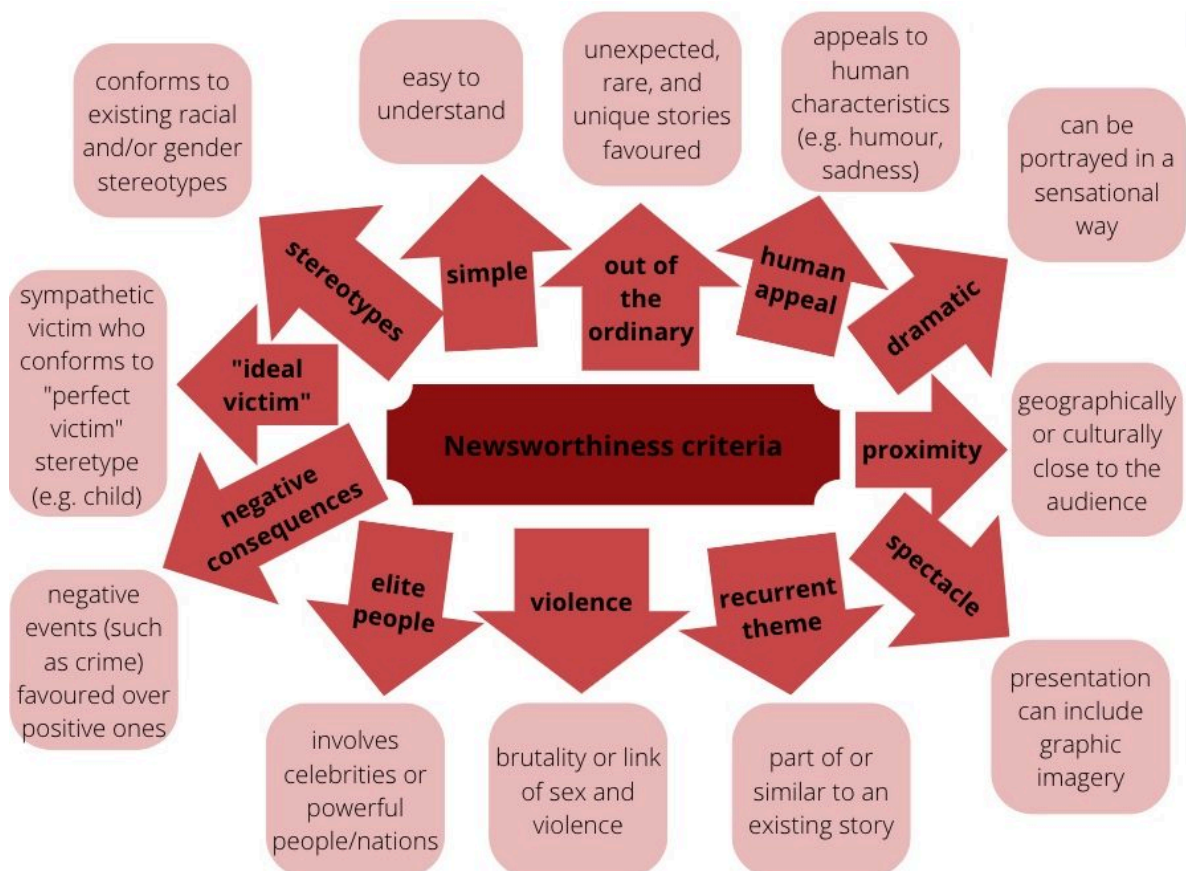 conforms to
existing racial
and/or gender
stereotypes
easy to
understand
unexpected,
rare, and
unique stories
favoured
appeals to
human
characteristics
(e.g. humour,
sadness)
can be
portrayed in a
sensational
way
stereotypes
simple
out of
the
ordinary
human
appeal
dramatic
sympathetic
victim who
conforms to
"perfect
victim"
steretype
(e.g. child)
"ideal
victim"
Newsworthiness criteria
proximity
geographically
or culturally
close to the
audience
negative
consequences
elite
people
violence
recurrent
theme
spectacle
negative
events (such
as crime)
favoured over
positive ones
involves
celebrities or
powerful
people/nations
brutality or link
of sex and
violence
part of or
similar to an
existing story
presentation
can include
graphic
imagery